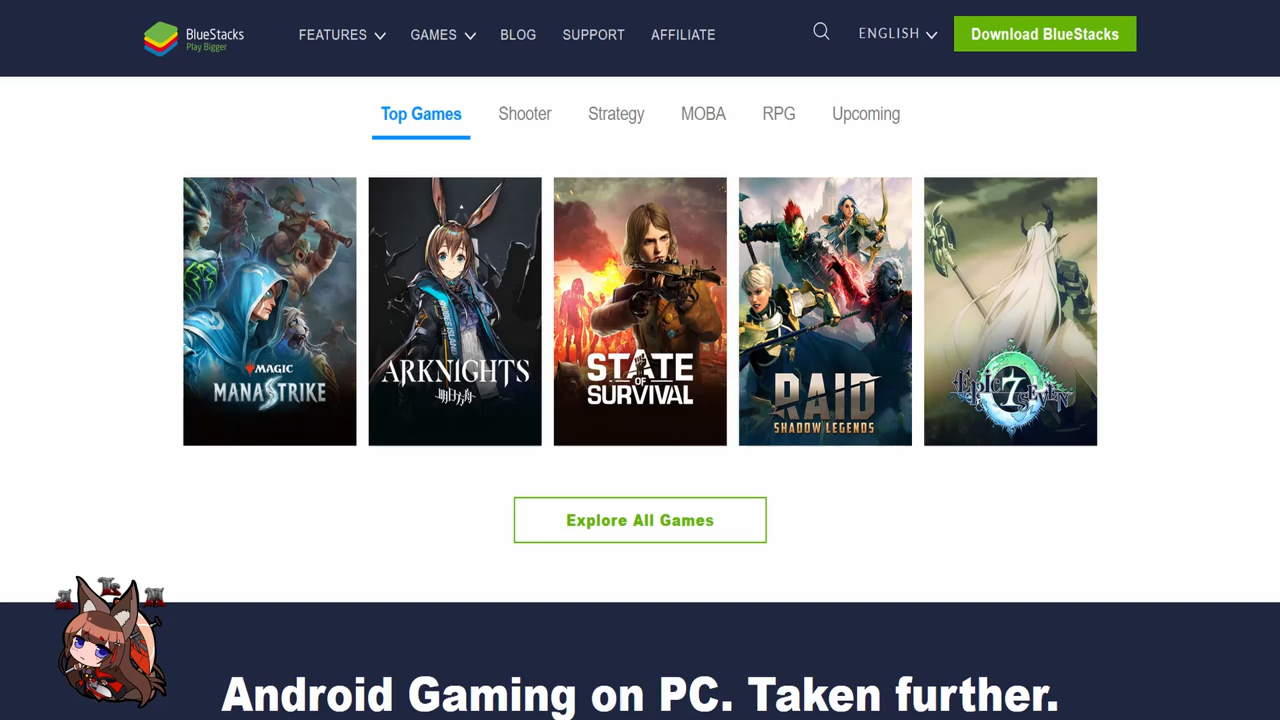 BlueStacks
Play Bigger
FEATURES
GAMES
BLOG
SUPPORT
AFFILIATE
ENGLISH
Download BlueStacks
Top Games
Shooter
Strategy
MOBA
RPG
Upcoming
MAGIC
MANASTRIKE
ARKNIGHTS
明日方舟
STATE
OF
SURVIVAL
RAID
SHADOW LEGENDS
Epic 7 SEVEN
Explore All Games
Android Gaming on PC. Taken further.